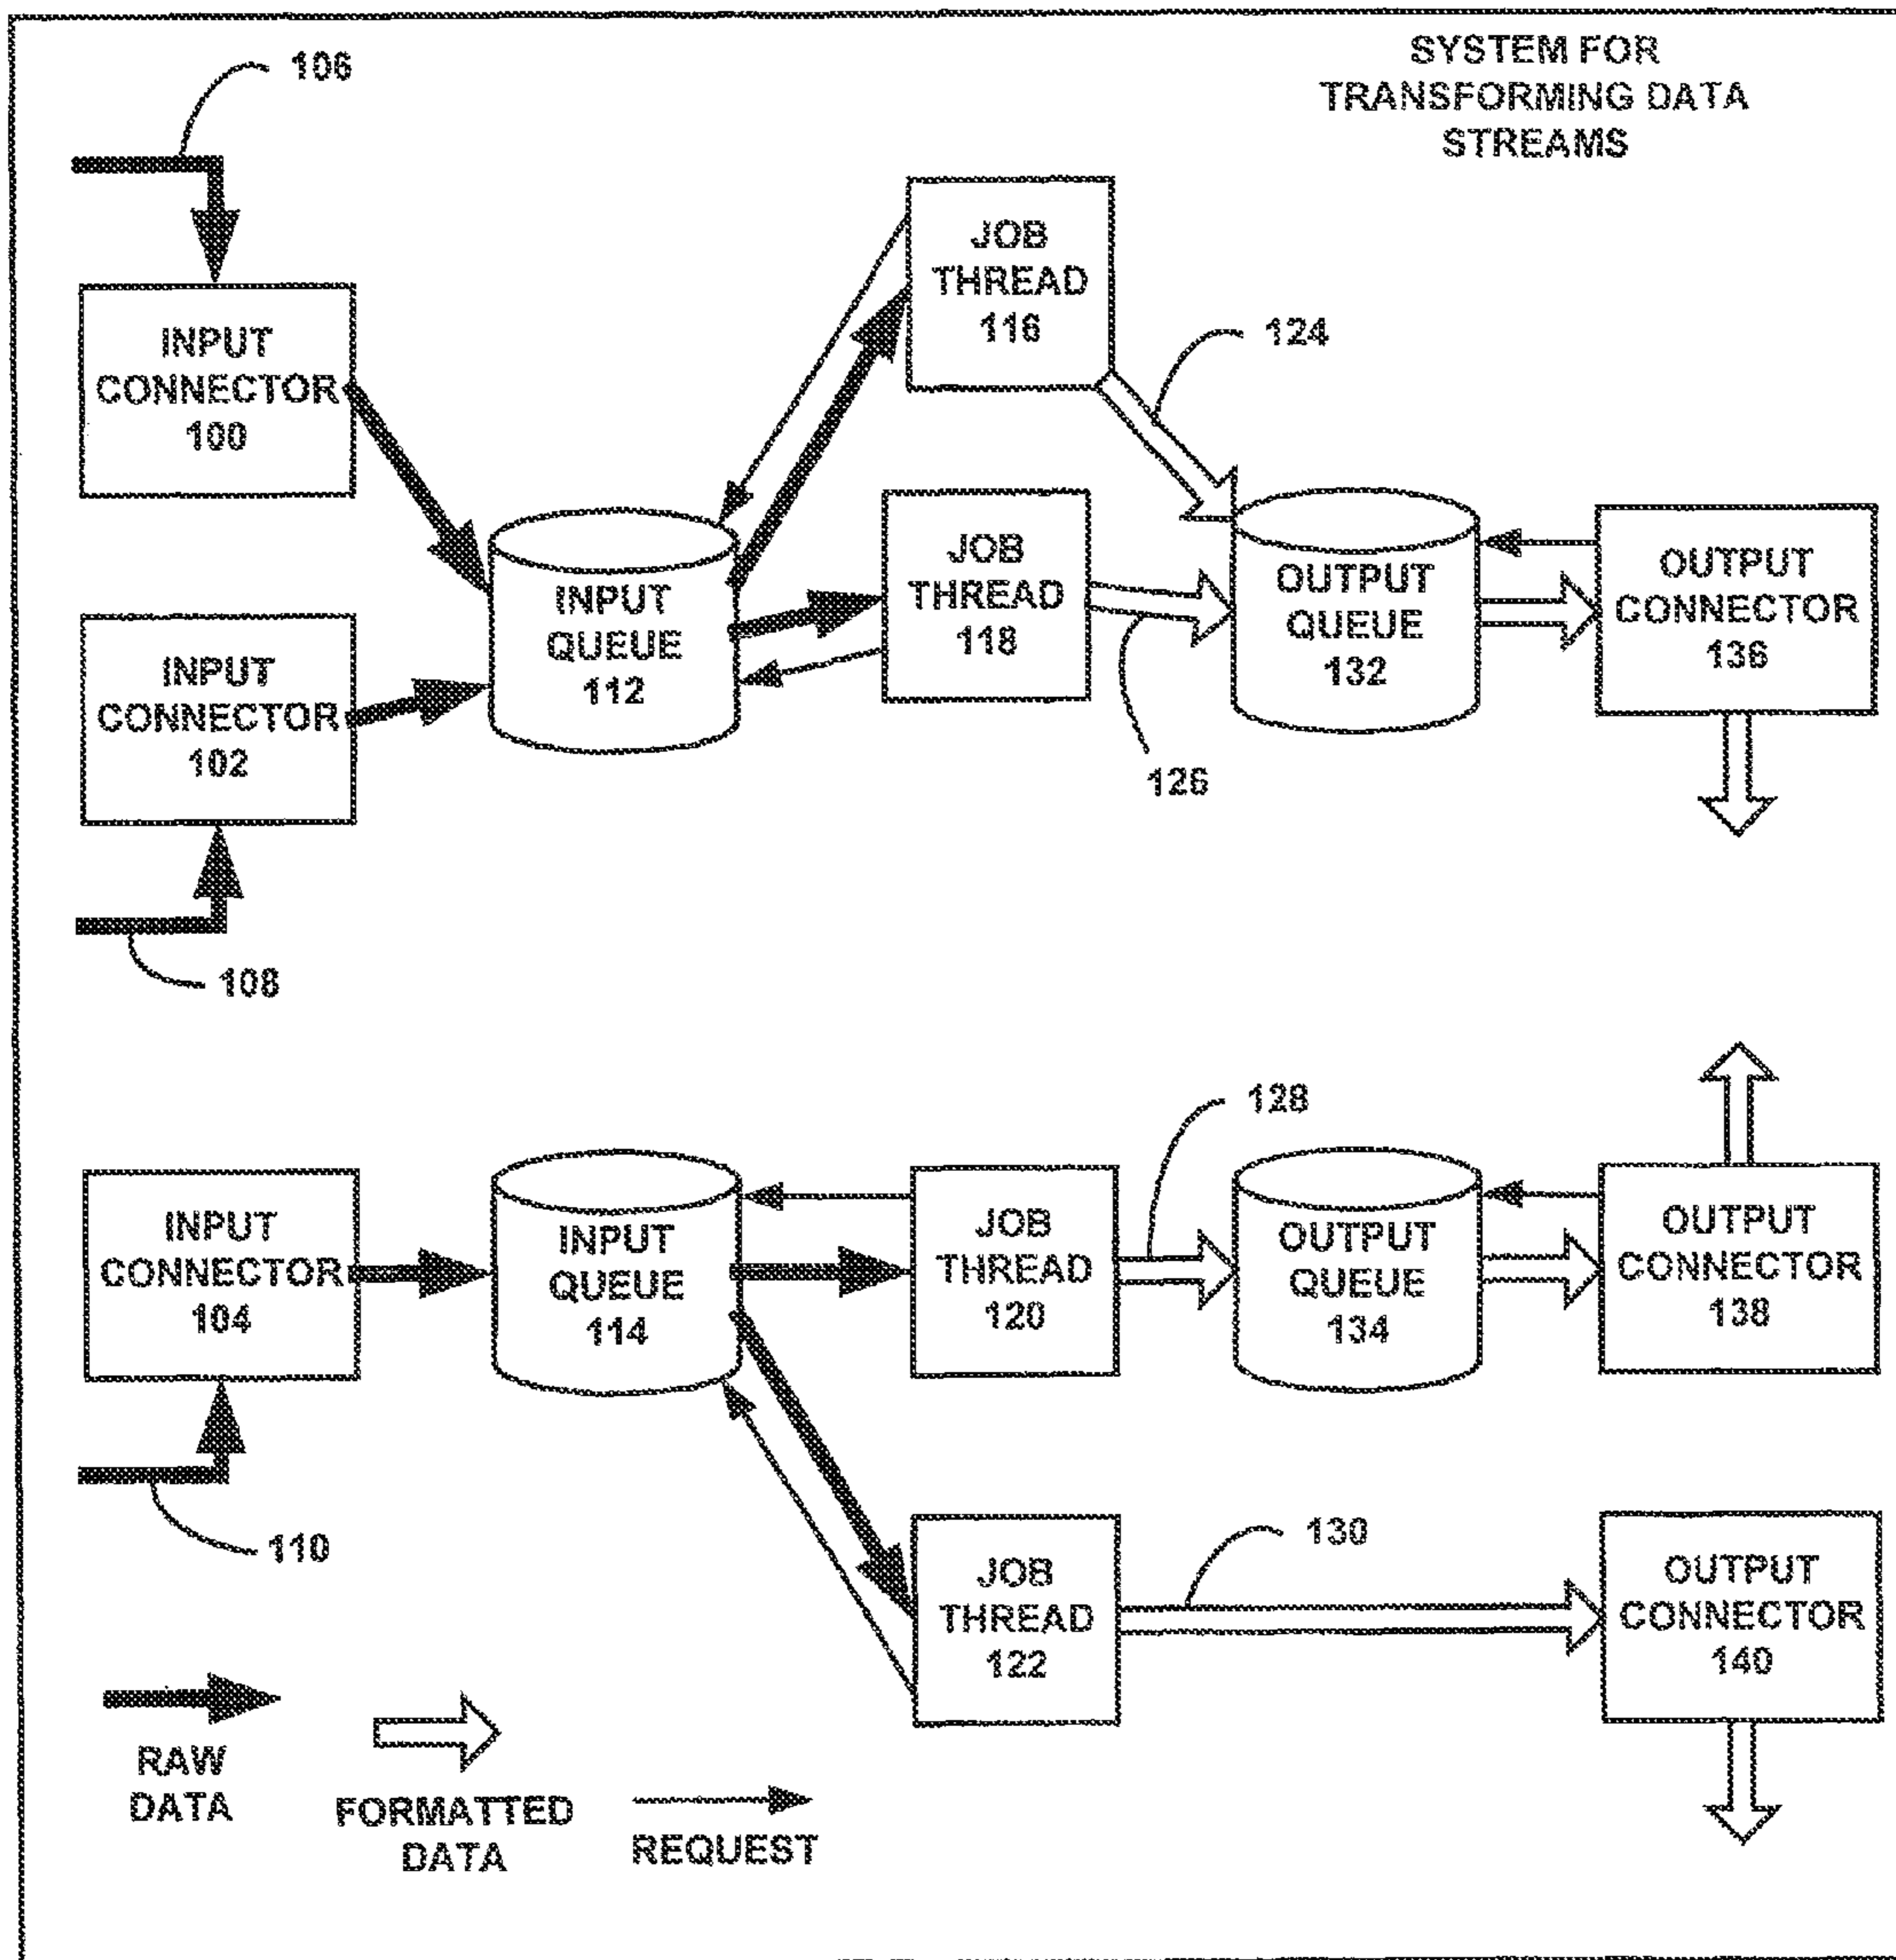 SYSTEM FOR
TRANSFORMING DATA
STREAMS
106
INPUT
CONNECTOR
100
JOB
THREAD
116
124
INPUT
CONNECTOR
102
INPUT
QUEUE
112
JOB
THREAD
118
126
OUTPUT
QUEUE
132
OUTPUT
CONNECTOR
136
108
INPUT
CONNECTOR
104
INPUT
QUEUE
114
JOB
THREAD
120
128
OUTPUT
QUEUE
134
OUTPUT
CONNECTOR
138
110
JOB
THREAD
122
130
OUTPUT
CONNECTOR
140
RAW
DATA
FORMATTED
DATA
REQUEST